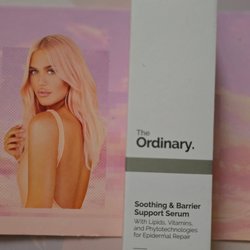 The
Ordinary.
Soothing & Barrier
Support Serum
With Lipids, Vitamins
and Phytotechnologies
for Epidermal Repair